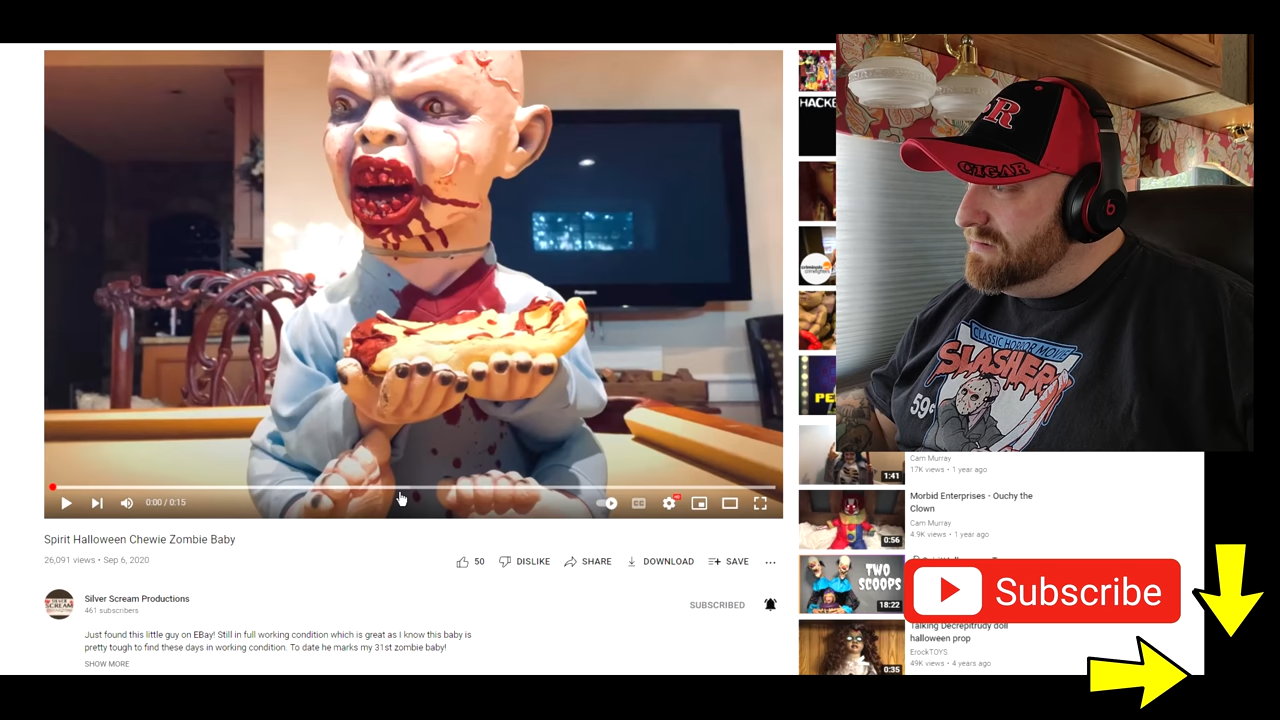 HACKE
R
CIGAR
CLASSIC HORROR MOVIE
SLASHER
59¢
PE
Panasonic
0:00 / 0:15
CC
HD
Spirit Halloween Chewie Zombie Baby
26,091 views • Sep 6, 2020
50
DISLIKE
SHARE
DOWNLOAD
SAVE
Silver Scream Productions
461 subscribers
SUBSCRIBED
Just found this little guy on EBay! Still in full working condition which is great as I know this baby is
pretty tough to find these days in working condition. To date he marks my 31st zombie baby!
SHOW MORE
1:41
Cam Murray
17K views • 1 year ago
0:56
Morbid Enterprises - Ouchy the
Clown
Cam Murray
4.9K views • 1 year ago
TWO
SCOOPS
18:22
Subscribe
0:35
Talking Decrepitrudy doll
halloween prop
ErockTOYS
49K views • 4 years ago